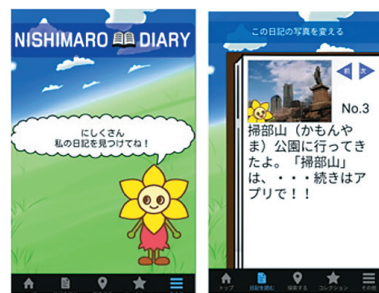 NISHIMARO DIARY
にしくさん
私の日記を見つけてね！
この日記の写真を変える
前 次
No.3
掃部山（かもんや
ま）公園に行ってき
たよ。「掃部山」
は、・・・続きはア
プリで！！
トップ 日記を読む 探索する コレクション その他